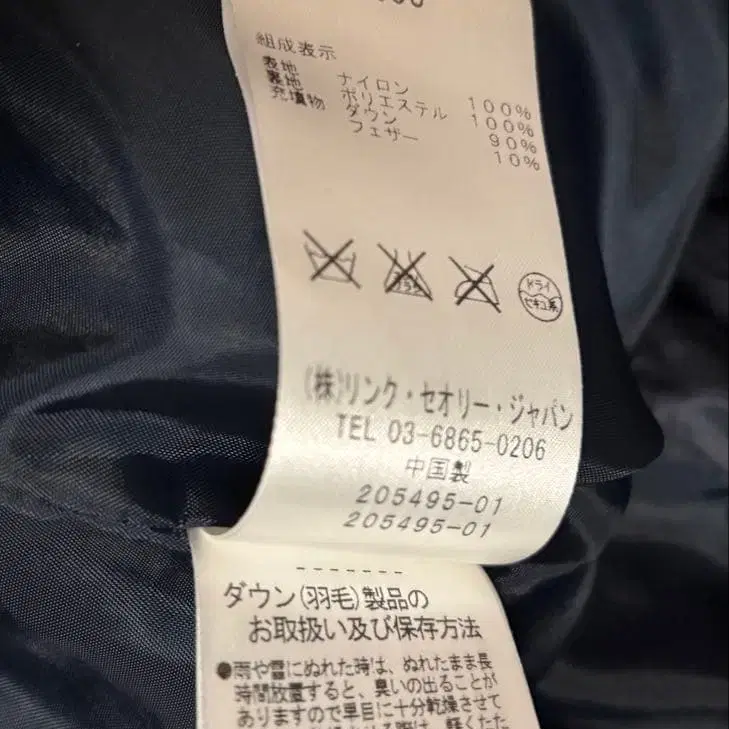 組成表示
表地 ナイロン 100%
裏地 ポリエステル 100%
充填物 ダウン 90%
フェザー 10%
ドライ
セキユ系
(株)リンク・セオリー・ジャパン
TEL 03-6865-0206
中国製
205495-01
205495-01
-------
ダウン(羽毛)製品の
お取扱い及び保存方法
●雨や雪にぬれた時は、ぬれたまま長
時間放置すると、臭いの出ることが
ありますので早目に十分乾燥させて